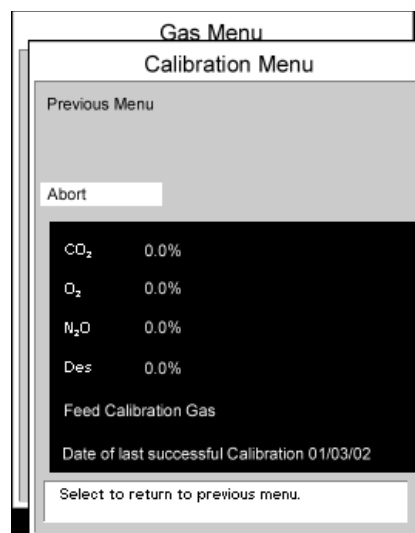 Gas Menu
Calibration Menu
Previous Menu
Abort
CO₂ 0.0%
O₂ 0.0%
N₂O 0.0%
Des 0.0%
Feed Calibration Gas
Date of last successful Calibration 01/03/02
Select to return to previous menu.